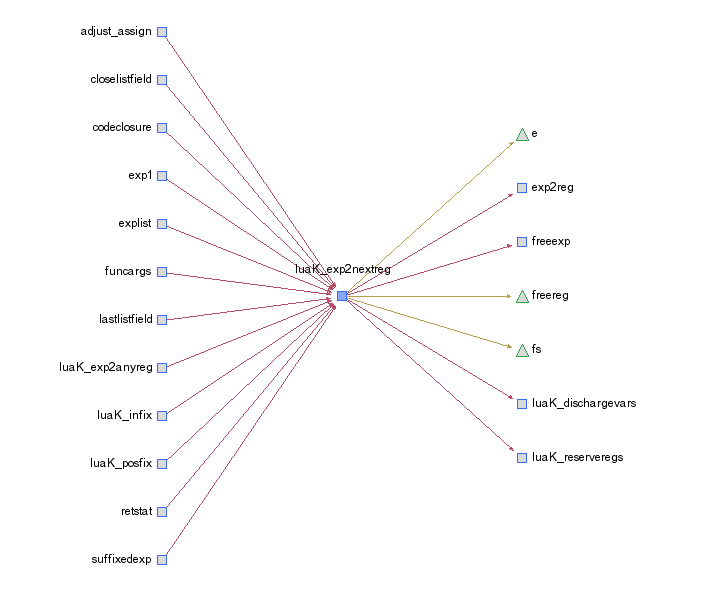 adjust_assign
closelistfield
codeclosure
exp1
explist
funcargs
lastlistfield
luaK_exp2anyreg
luaK_infix
luaK_posfix
retstat
suffixedexp
luaK_exp2nextreg
e
exp2reg
freeexp
freereg
fs
luaK_dischargevars
luaK_reserveregs